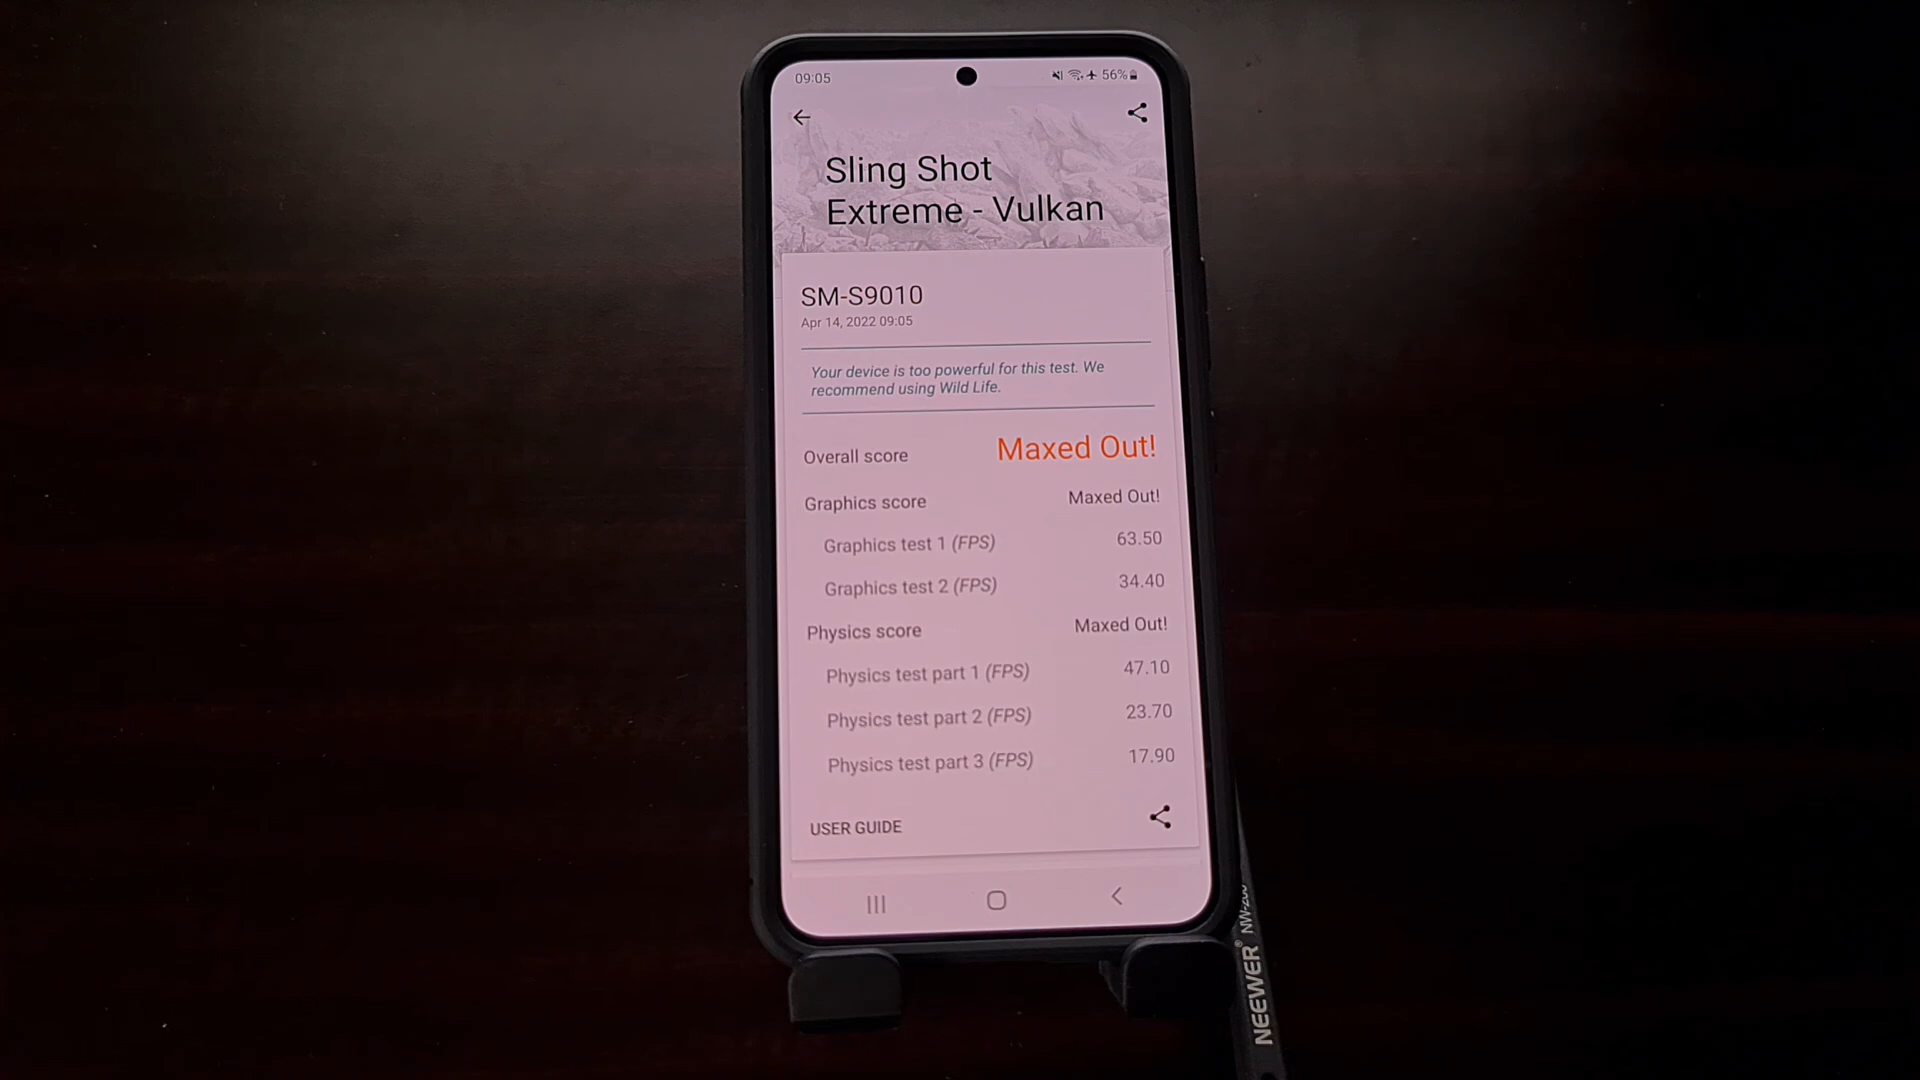 09:05
56%
Sling Shot
Extreme - Vulkan
SM-S9010
Apr 14, 2022 09:05
Your device is too powerful for this test. We
recommend using Wild Life.
Overall score Maxed Out!
Graphics score Maxed Out!
Graphics test 1 (FPS) 63.50
Graphics test 2 (FPS) 34.40
Physics score Maxed Out!
Physics test part 1 (FPS) 47.10
Physics test part 2 (FPS) 23.70
Physics test part 3 (FPS) 17.90
USER GUIDE
NEEWER®